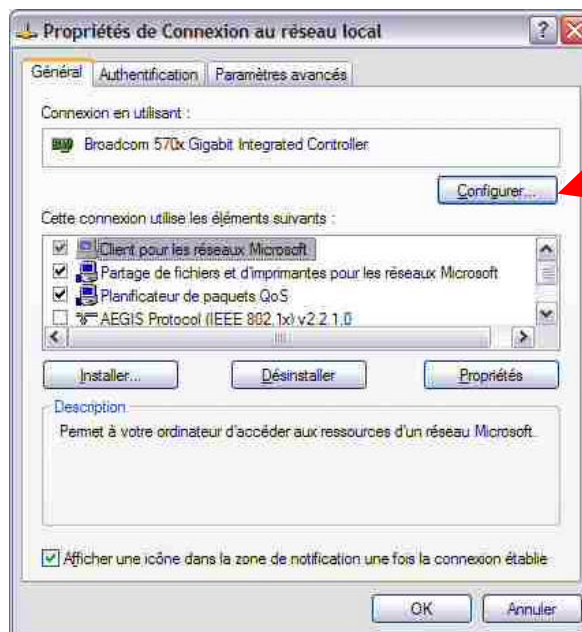 Propriétés de Connexion au réseau local
Général Authentification Paramètres avancés
Connexion en utilisant :
Broadcom 570x Gigabit Integrated Controller
Configurer...
Cette connexion utilise les éléments suivants :
Client pour les réseaux Microsoft
Partage de fichiers et d'imprimantes pour les réseaux Microsoft
Planificateur de paquets QoS
AEGIS Protocol (IEEE 802.1x) v2.2.1.0
Installer... Désinstaller Propriétés
Description
Permet à votre ordinateur d'accéder aux ressources d'un réseau Microsoft.
Afficher une icône dans la zone de notification une fois la connexion établie
OK Annuler